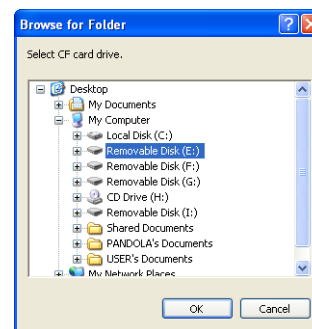 Browse for Folder
Select CF card drive.
Desktop
My Documents
My Computer
Local Disk (C:)
Removable Disk (E:)
Removable Disk (F:)
Removable Disk (G:)
CD Drive (H:)
Removable Disk (I:)
Shared Documents
PANDOLA's Documents
USER's Documents
My Network Places
OK Cancel